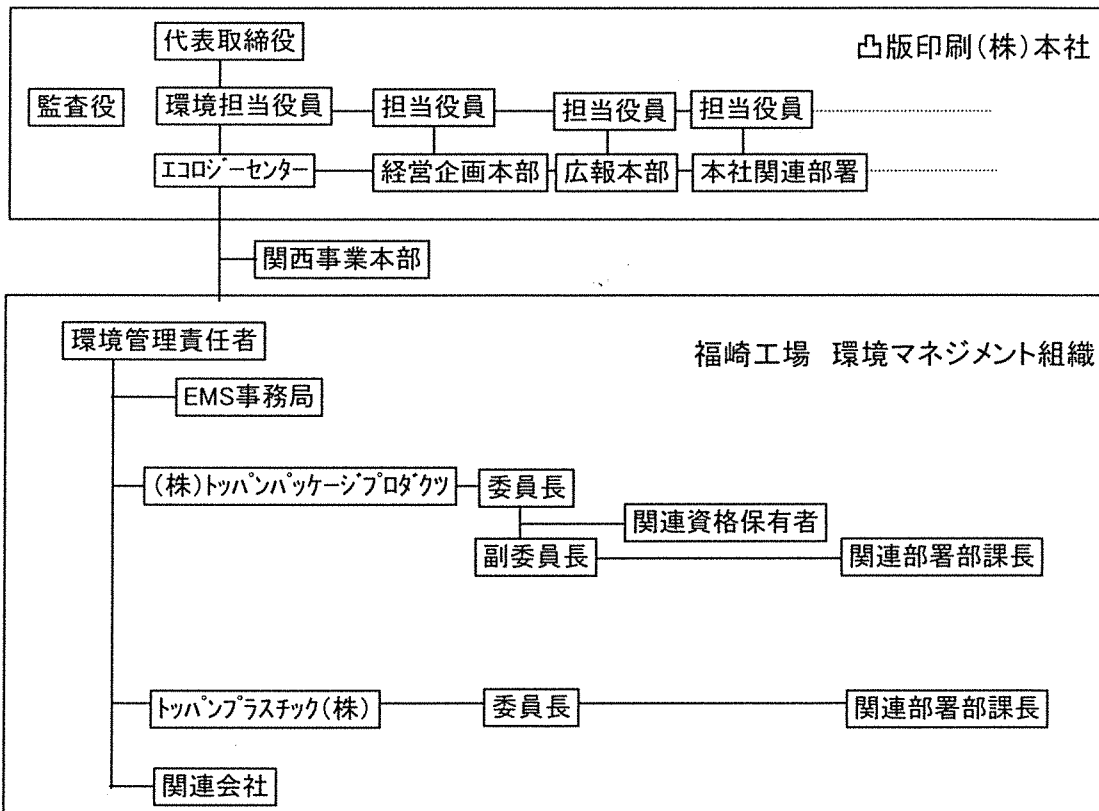 代表取締役
凸版印刷(株)本社
監査役 環境担当役員 担当役員 担当役員 担当役員
エコロジーセンター 経営企画本部 広報本部 本社関連部署
関西事業本部
環境管理責任者
福崎工場 環境マネジメント組織
EMS事務局
(株)トッパンパッケージプロダクツ 委員長
関連資格保有者
副委員長 関連部署部課長
トッパンプラスチック(株) 委員長 関連部署部課長
関連会社